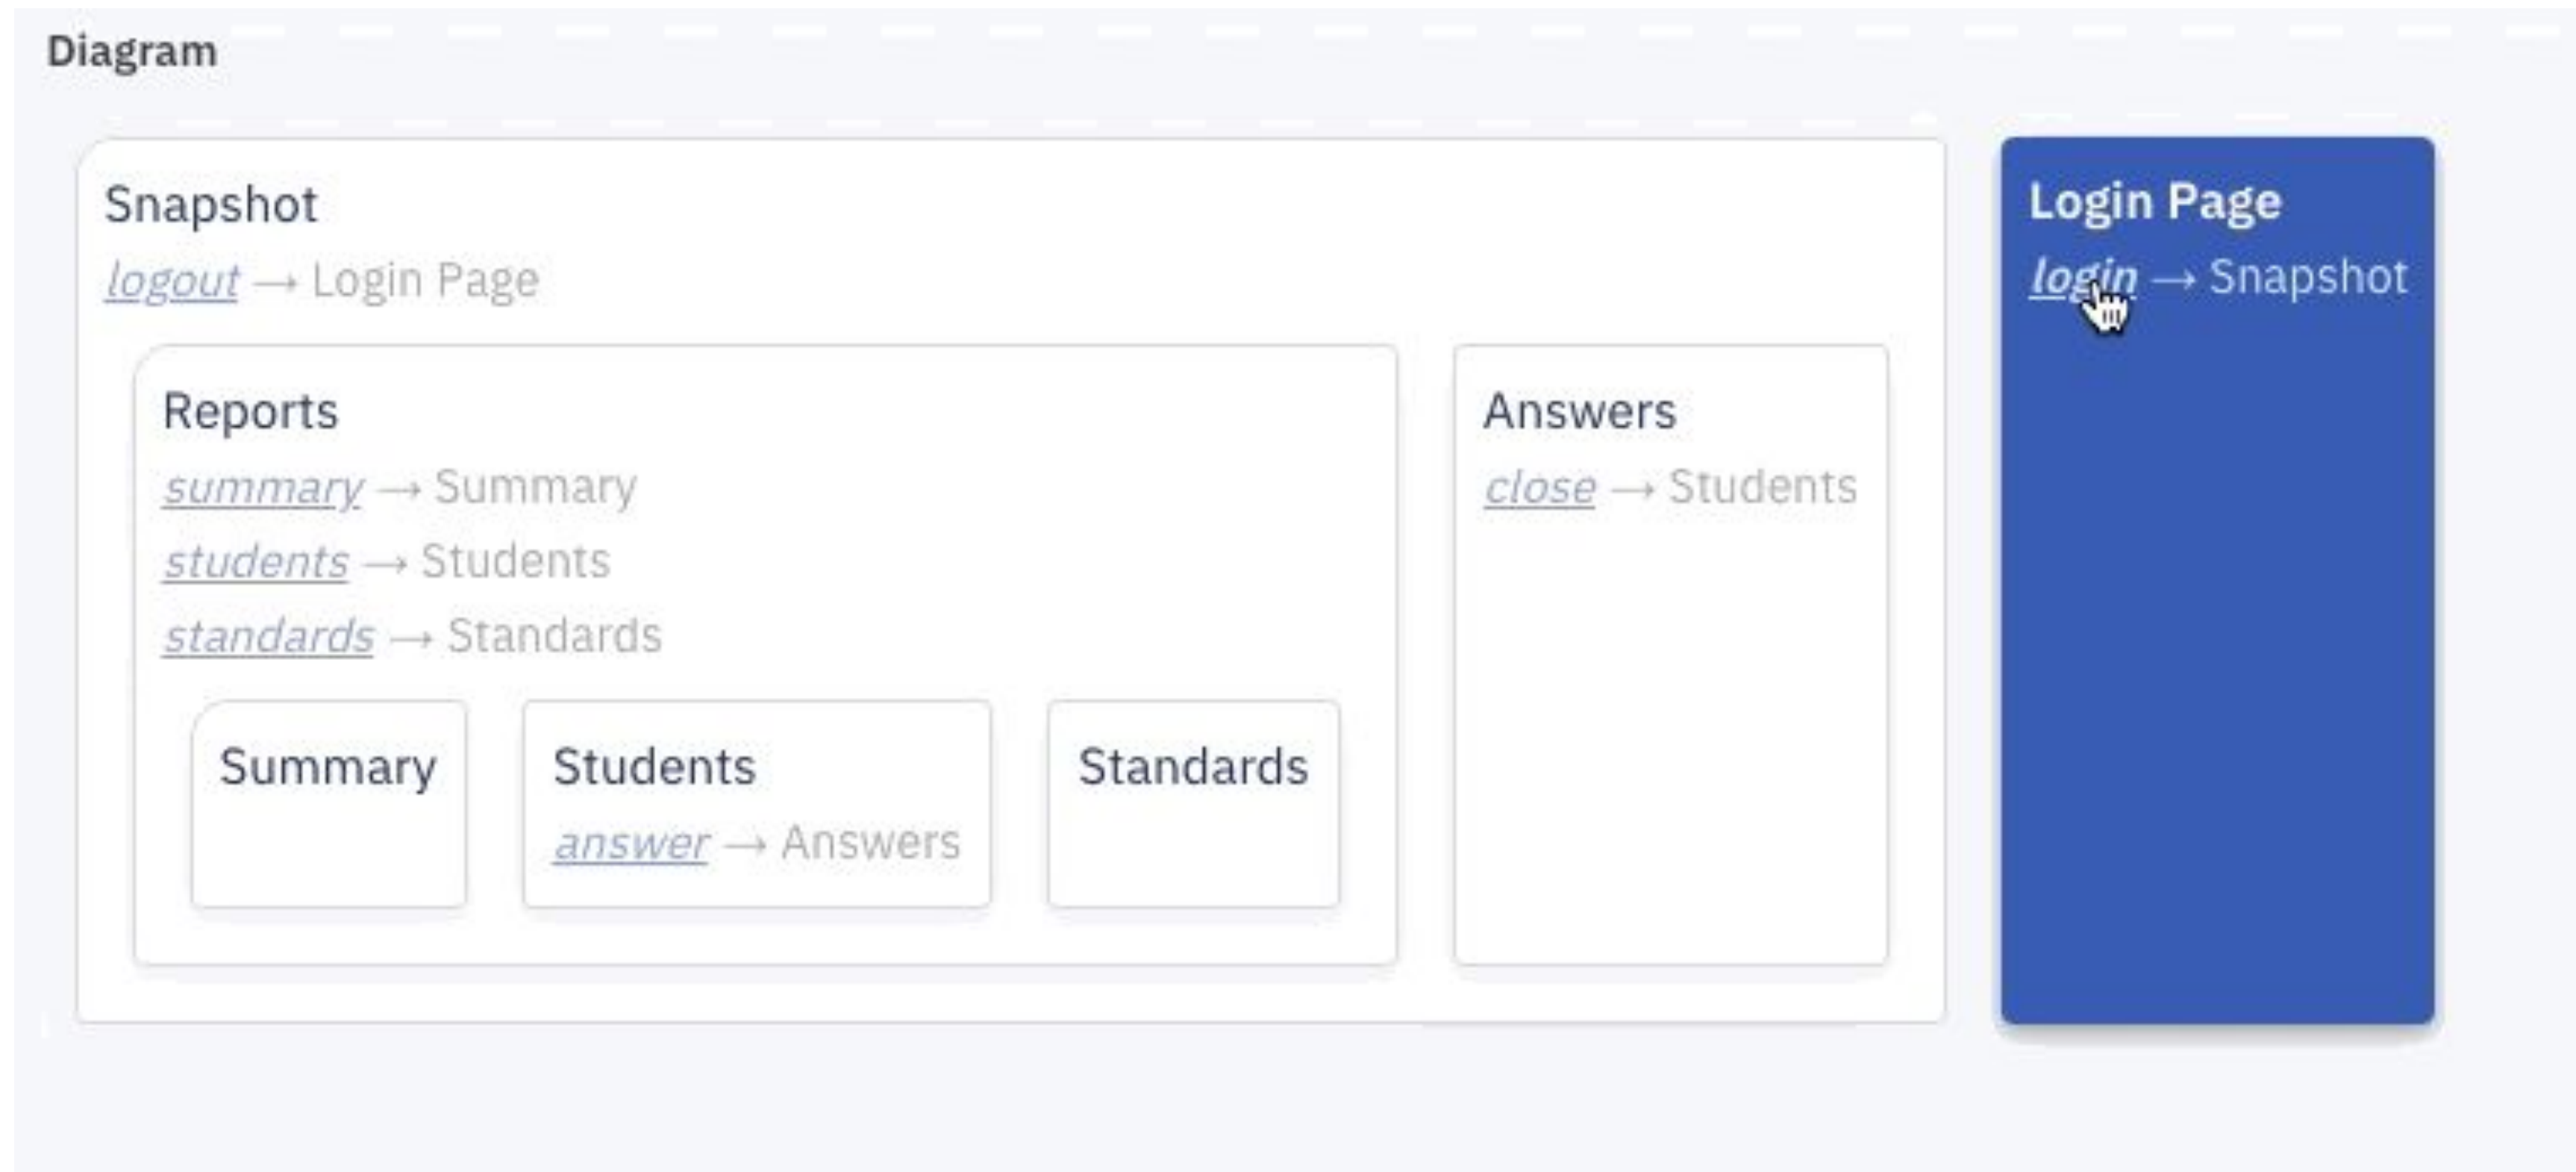 Diagram
Snapshot
logout → Login Page
Reports
summary → Summary
students → Students
standards → Standards
Summary
Students
answer → Answers
Standards
Answers
close → Students
Login Page
login → Snapshot